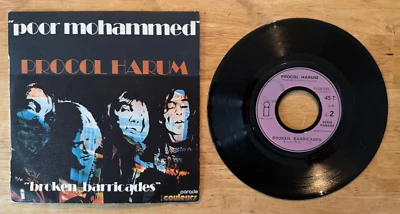 "poor mohammed"
PROCOL HARUM
"broken barricades"
parade
couleurs
PROCOL HARUM
45 T.
2
BROKEN BARRICADES